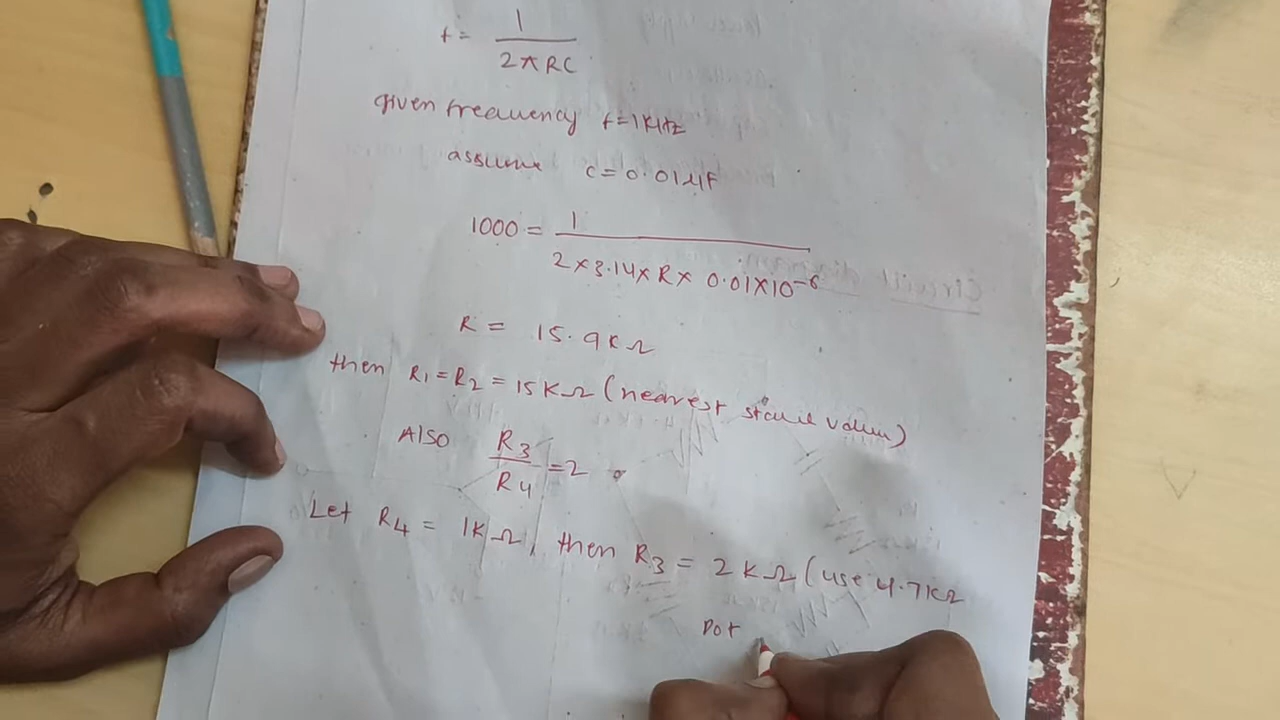 f = 1 / 2πRC
given frequency f=1KHz
assume C=0.01μF
1000 = 1 / 2×3.14×R× 0.01×10⁻⁶
R = 15.9KΩ
then R₁=R₂ = 15KΩ (nearest value)
Also R₃/R₄ = 2
Let R₄ = 1KΩ, then R₃ = 2KΩ (use 4.7KΩ
Pot
Circuit diagram